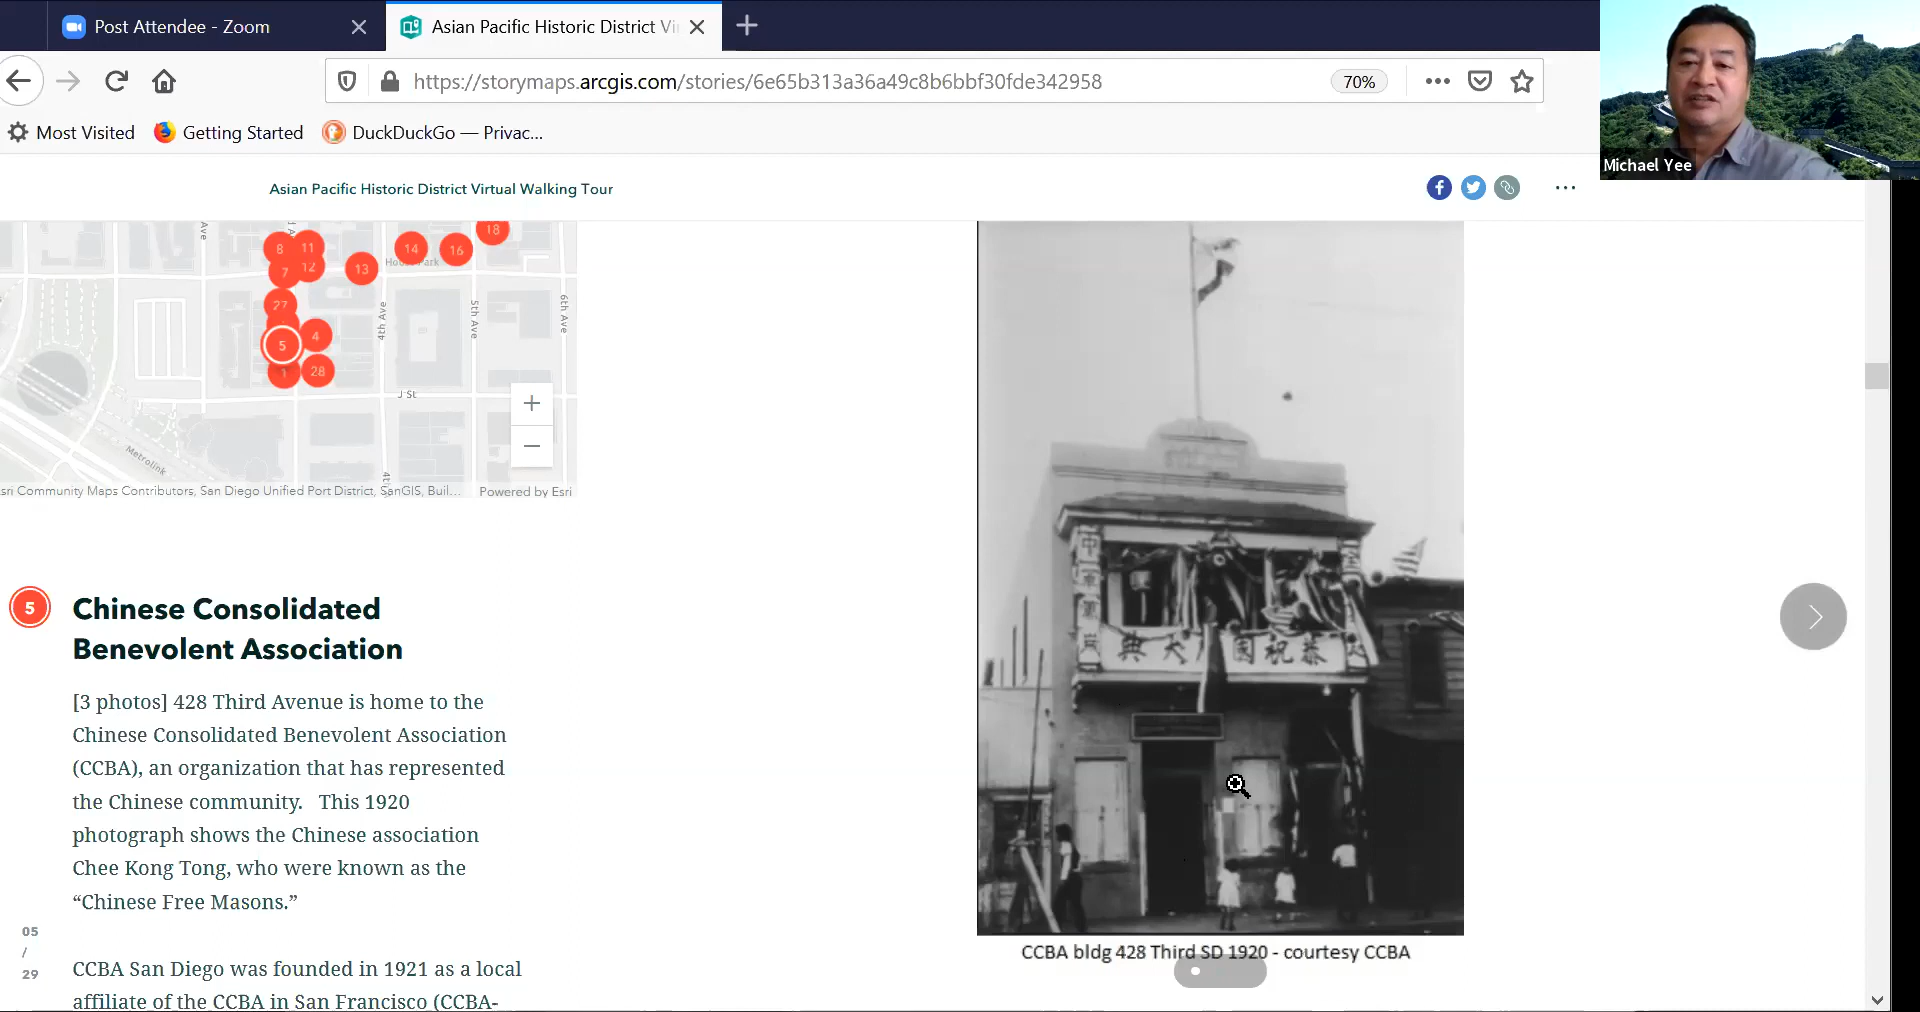 Post Attendee - Zoom
Asian Pacific Historic District Vi
https://storymaps.arcgis.com/stories/6e65b313a36a49c8b6bbf30fde342958
70%
Most Visited
Getting Started
DuckDuckGo — Privac...
Michael Yee
Asian Pacific Historic District Virtual Walking Tour
Ave
8
11
14
16
18
7
12
13
27
5
4
1
28
4th Ave
5th Ave
6th Ave
J St
Metrolink
+
−
sri Community Maps Contributors, San Diego Unified Port District, SanGIS, Buil...
Powered by Esri
5
Chinese Consolidated
Benevolent Association
[3 photos] 428 Third Avenue is home to the
Chinese Consolidated Benevolent Association
(CCBA), an organization that has represented
the Chinese community. This 1920
photograph shows the Chinese association
Chee Kong Tong, who were known as the
“Chinese Free Masons.”
CCBA San Diego was founded in 1921 as a local
affiliate of the CCBA in San Francisco (CCBA-
05
/
29
典大
國祝恭
CCBA bldg 428 Third SD 1920 - courtesy CCBA